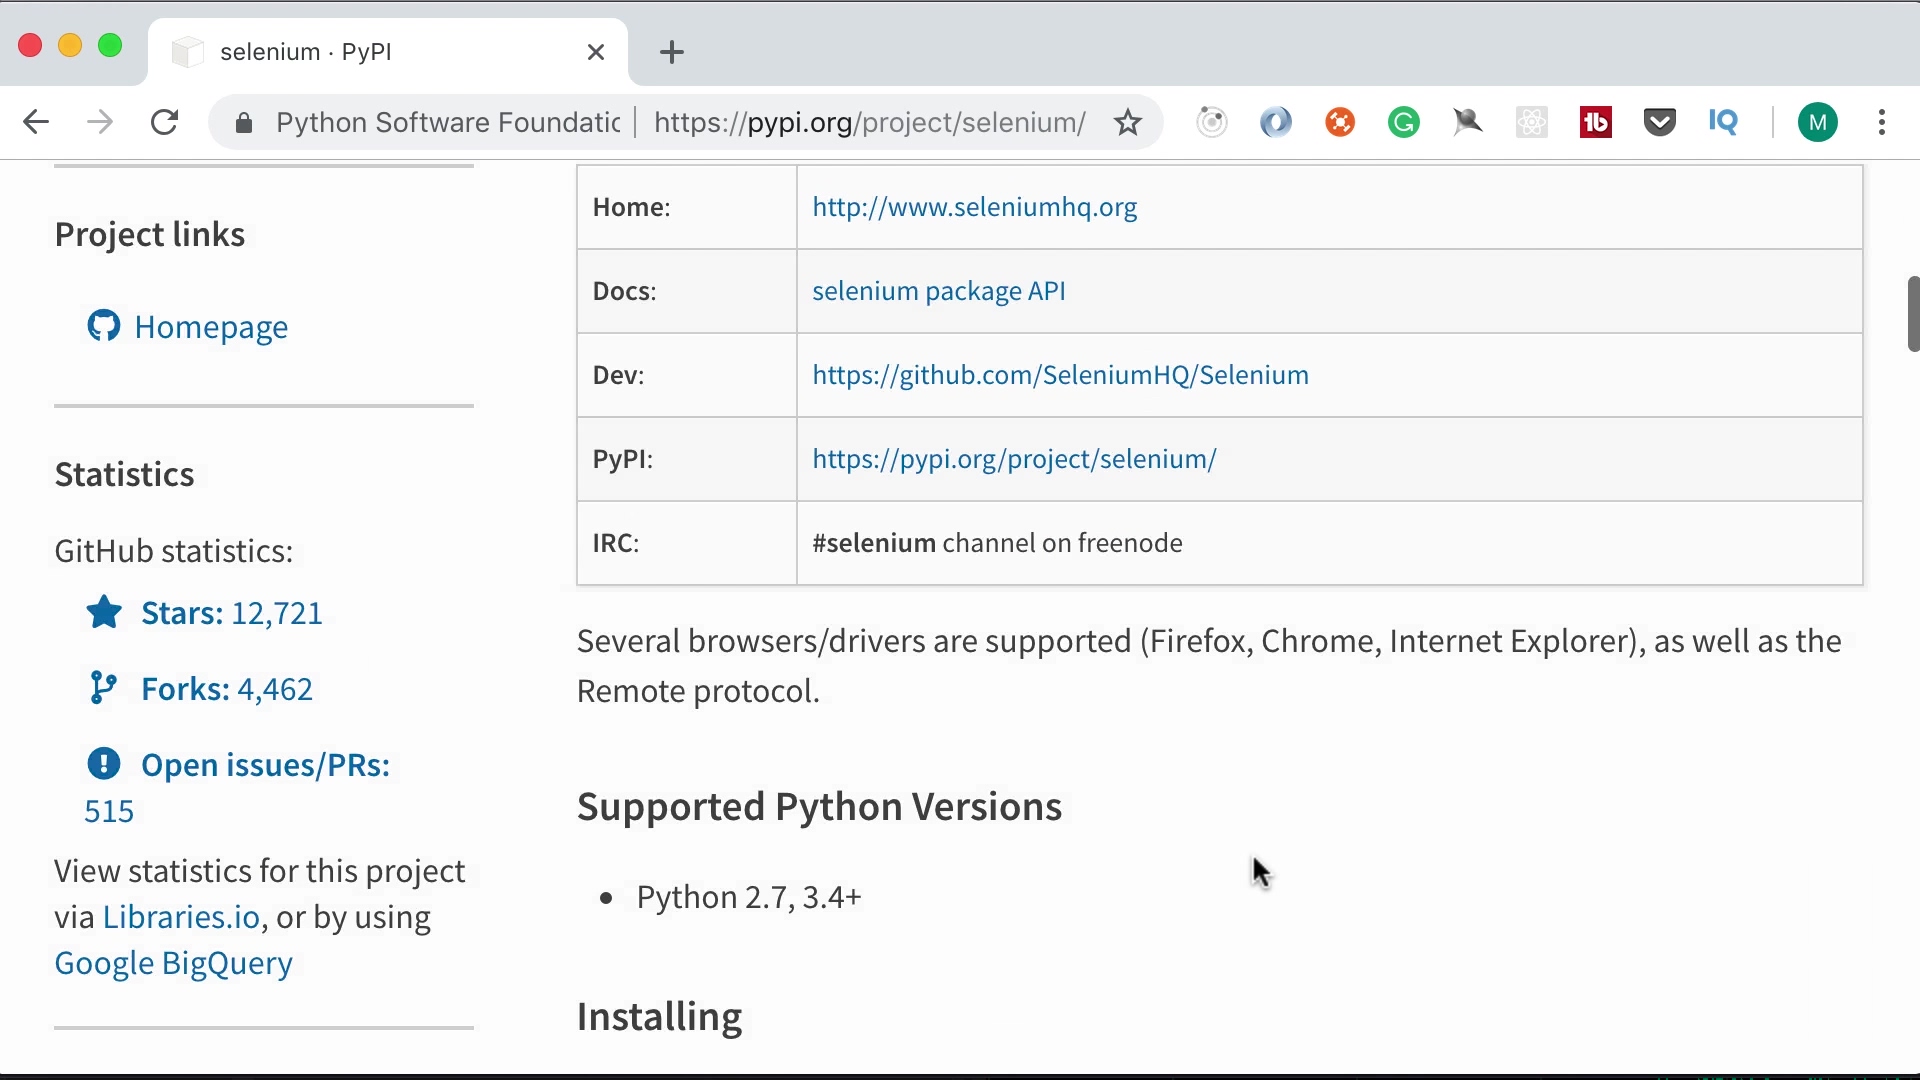 selenium · PyPI
Python Software Foundatic | https://pypi.org/project/selenium/
M
Project links
Homepage
Statistics
GitHub statistics:
Stars: 12,721
Forks: 4,462
Open issues/PRs:
515
View statistics for this project
via Libraries.io, or by using
Google BigQuery
Home: http://www.seleniumhq.org
Docs: selenium package API
Dev: https://github.com/SeleniumHQ/Selenium
PyPI: https://pypi.org/project/selenium/
IRC: #selenium channel on freenode
Several browsers/drivers are supported (Firefox, Chrome, Internet Explorer), as well as the
Remote protocol.
Supported Python Versions
• Python 2.7, 3.4+
Installing